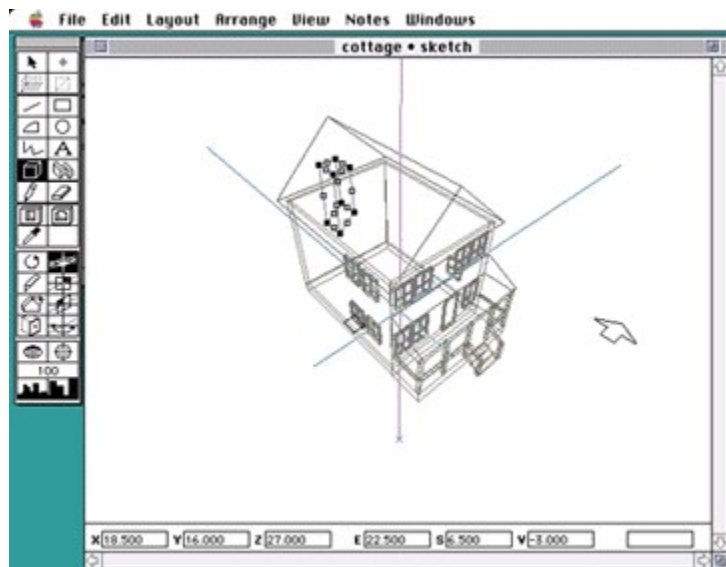 File Edit Layout Arrange View Notes Windows
cottage • sketch
A
100
X 18.500 Y 16.000 Z 27.000 E 22.500 S 6.500 V -3.000